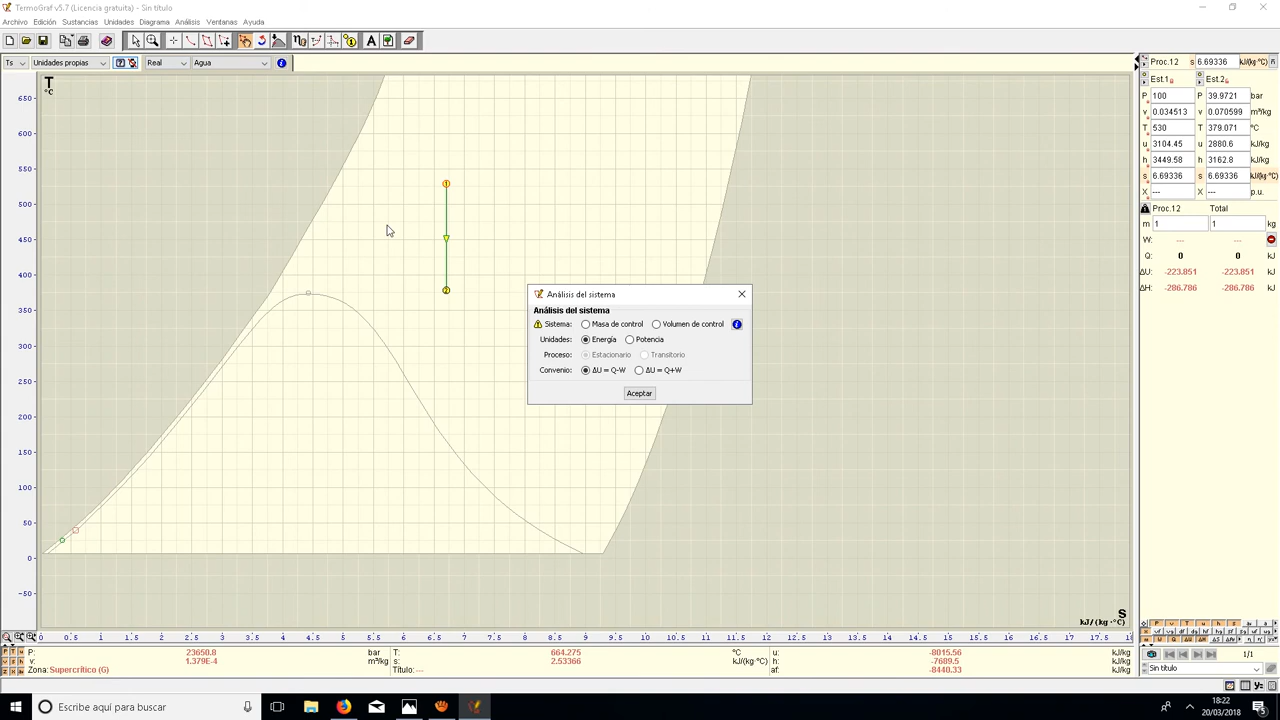 TermoGraf v5.7 (Licencia gratuita) - Sin título
Archivo Edición Sustancias Unidades Diagrama Análisis Ventanas Ayuda
Ts Unidades propias Real Agua
T
°C
650
600
550
500
450
400
350
300
250
200
150
100
50
0
-50
1
2
Análisis del sistema
Análisis del sistema
Sistema: Masa de control Volumen de control
Unidades: Energía Potencia
Proceso: Estacionario Transitorio
Convenio: ΔU = Q-W ΔU = Q+W
Aceptar
S
kJ/(kg·°C)
0 0.5 1 1.5 2 2.5 3 3.5 4 4.5 5 5.5 6 6.5 7 7.5 8 8.5 9 9.5 10 10.5 11 11.5 12 12.5 13 13.5 14 14.5 15 15.5 16 16.5 17 17.5 18
Proc.12 s 6.69336 kJ/(kg·°C)
Est.1 Est.2
P 100 P 39.9721 bar
v 0.034513 v 0.070599 m³/kg
T 530 T 379.071 °C
u 3104.45 u 2880.6 kJ/kg
h 3449.58 h 3162.8 kJ/kg
s 6.69336 s 6.69336 kJ/(kg·°C)
X --- X --- p.u.
Proc.12 Total
m 1 1 kg
W: --- ---
Q: 0 0 kJ
ΔU: -223.851 -223.851 kJ
ΔH: -286.786 -286.786 kJ
P: 23650.8 bar T: 664.275 °C u: -8015.56 kJ/kg
v: 1.379E-4 m³/kg s: 2.53366 kJ/(kg·°C) h: -7689.5 kJ/kg
Zona: Supercrítico (G) Título: --- af: -8440.33 kJ/kg
1/1
Sin título
Escribe aquí para buscar
18:22
20/03/2018